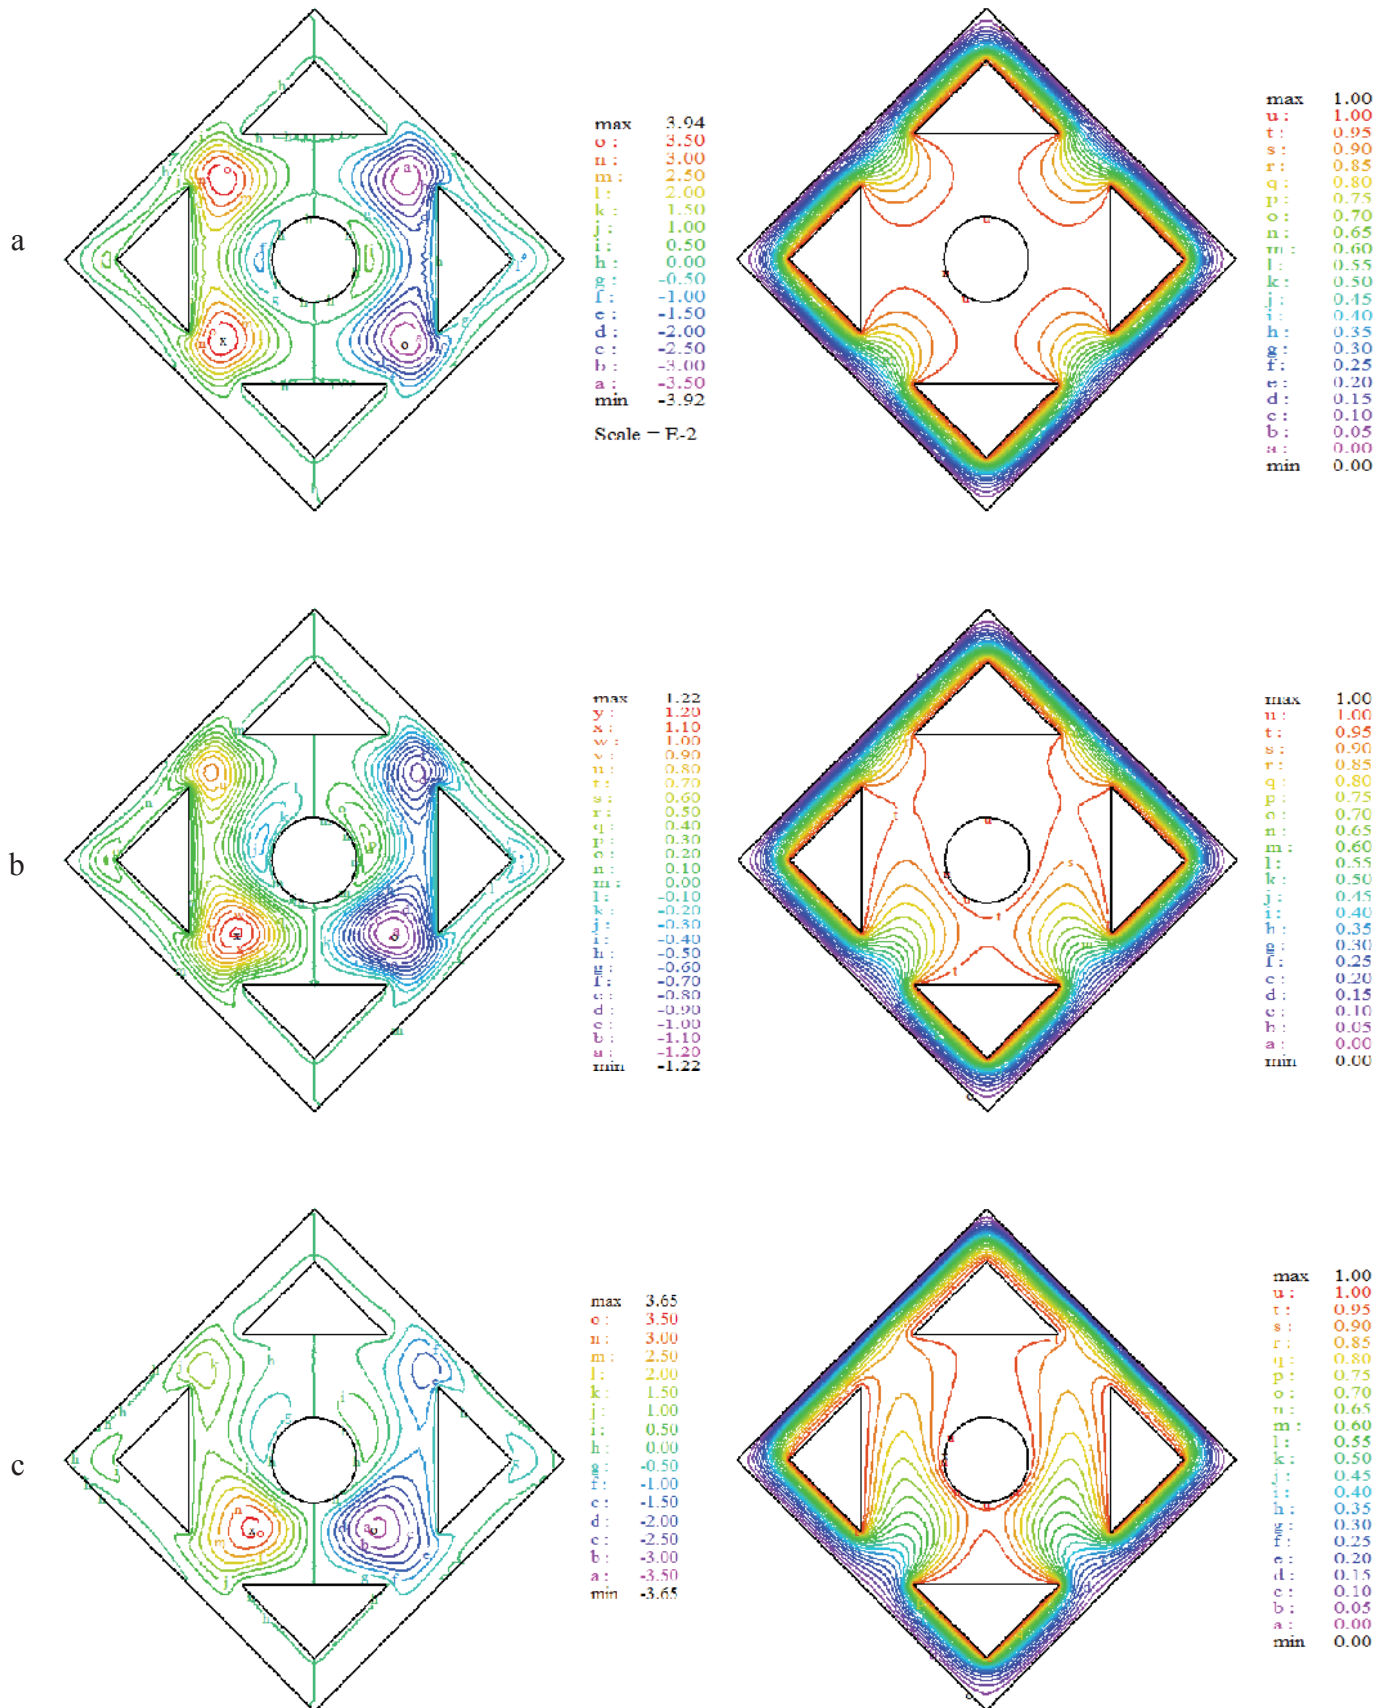 a
max 3.94
o : 3.50
n : 3.00
m : 2.50
l : 2.00
k : 1.50
j : 1.00
i : 0.50
h : 0.00
g : -0.50
f : -1.00
e : -1.50
d : -2.00
c : -2.50
b : -3.00
a : -3.50
min -3.92
Scale = E-2
max 1.00
u : 1.00
t : 0.95
s : 0.90
r : 0.85
q : 0.80
p : 0.75
o : 0.70
n : 0.65
m : 0.60
l : 0.55
k : 0.50
j : 0.45
i : 0.40
h : 0.35
g : 0.30
f : 0.25
e : 0.20
d : 0.15
c : 0.10
b : 0.05
a : 0.00
min 0.00
b
max 1.22
y : 1.20
x : 1.10
w : 1.00
v : 0.90
u : 0.80
t : 0.70
s : 0.60
r : 0.50
q : 0.40
p : 0.30
o : 0.20
n : 0.10
m : 0.00
l : -0.10
k : -0.20
j : -0.30
i : -0.40
h : -0.50
g : -0.60
f : -0.70
e : -0.80
d : -0.90
c : -1.00
b : -1.10
a : -1.20
min -1.22
max 1.00
u : 1.00
t : 0.95
s : 0.90
r : 0.85
q : 0.80
p : 0.75
o : 0.70
n : 0.65
m : 0.60
l : 0.55
k : 0.50
j : 0.45
i : 0.40
h : 0.35
g : 0.30
f : 0.25
e : 0.20
d : 0.15
c : 0.10
b : 0.05
a : 0.00
min 0.00
c
max 3.65
o : 3.50
n : 3.00
m : 2.50
l : 2.00
k : 1.50
j : 1.00
i : 0.50
h : 0.00
g : -0.50
f : -1.00
e : -1.50
d : -2.00
c : -2.50
b : -3.00
a : -3.50
min -3.65
max 1.00
u : 1.00
t : 0.95
s : 0.90
r : 0.85
q : 0.80
p : 0.75
o : 0.70
n : 0.65
m : 0.60
l : 0.55
k : 0.50
j : 0.45
i : 0.40
h : 0.35
g : 0.30
f : 0.25
e : 0.20
d : 0.15
c : 0.10
b : 0.05
a : 0.00
min 0.00